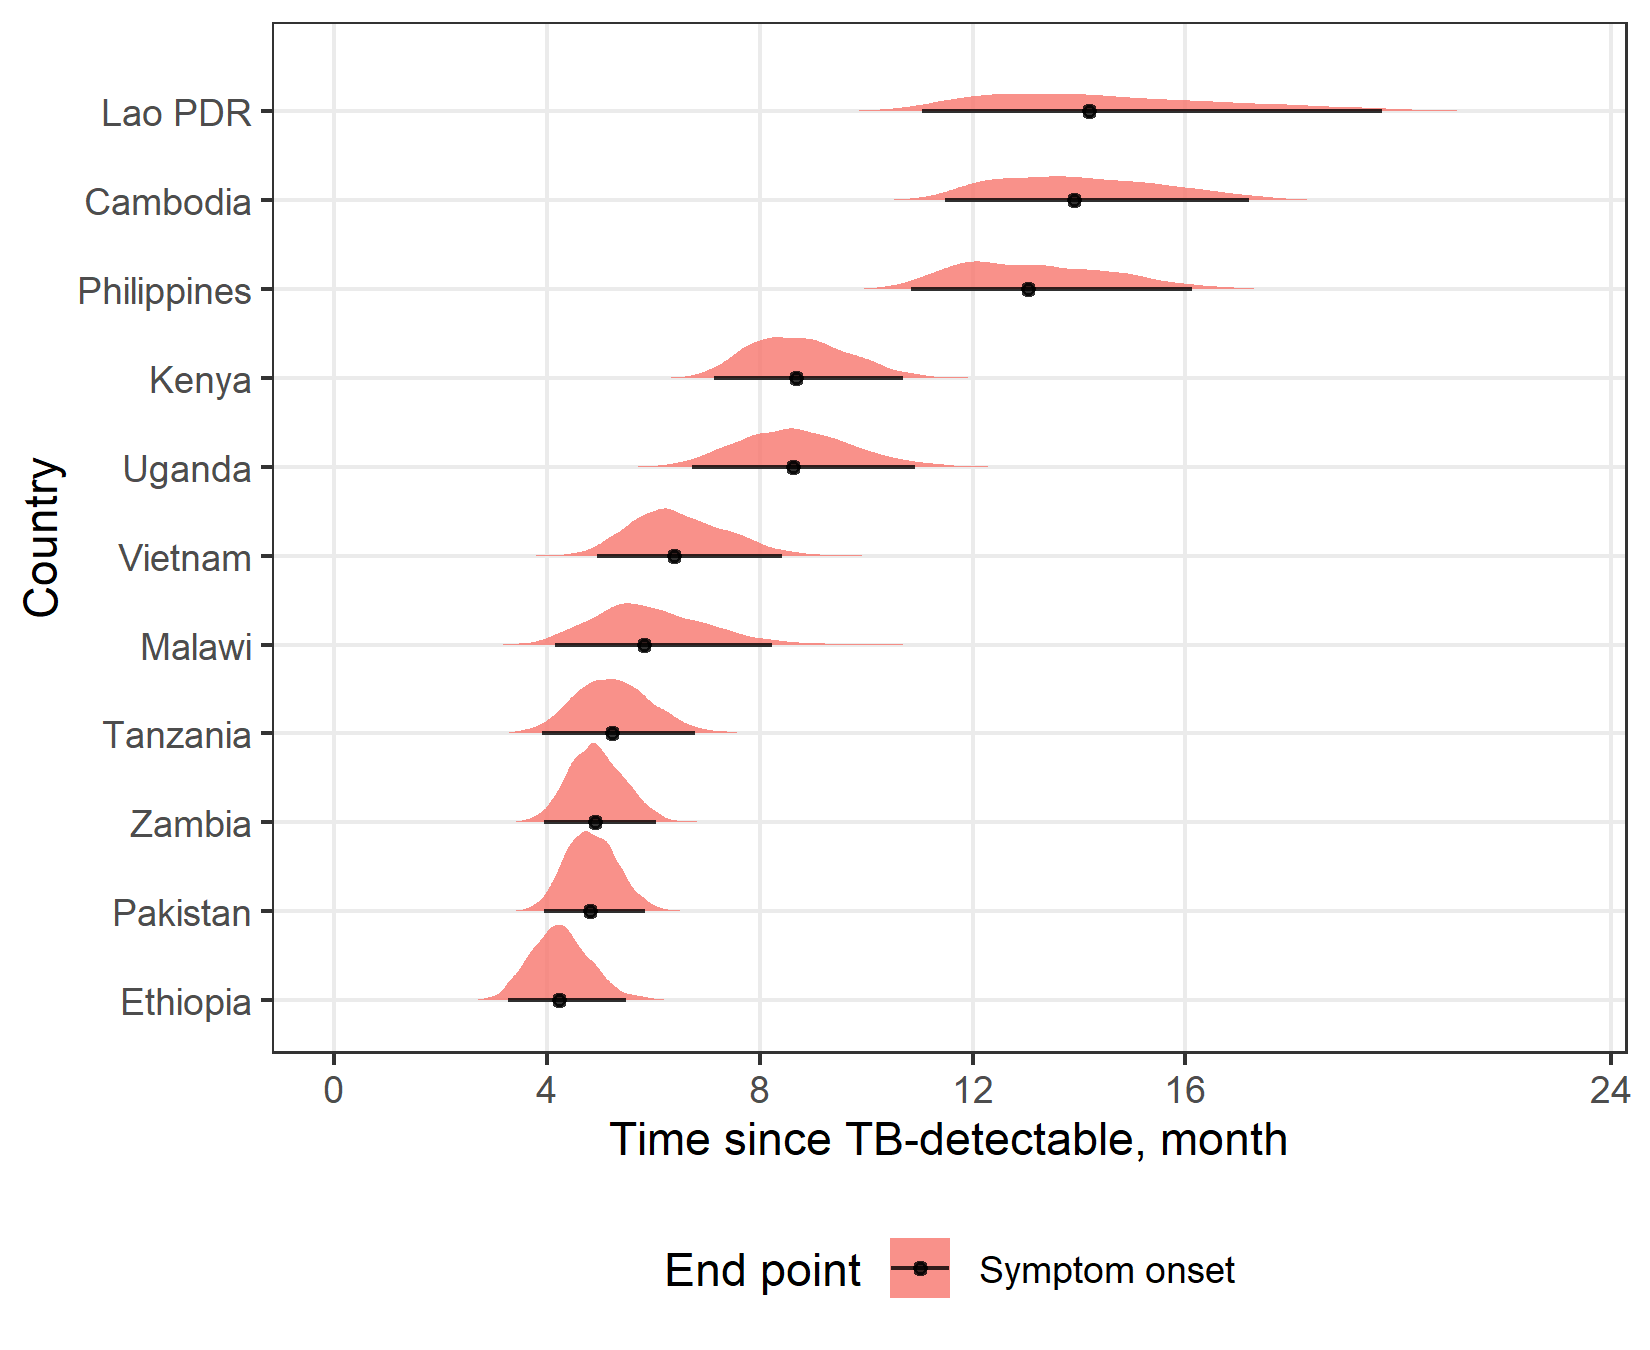 Lao PDR
Cambodia
Philippines
Kenya
Uganda
Vietnam
Malawi
Tanzania
Zambia
Pakistan
Ethiopia
Country
0 4 8 12 16 24
Time since TB-detectable, month
End point Symptom onset